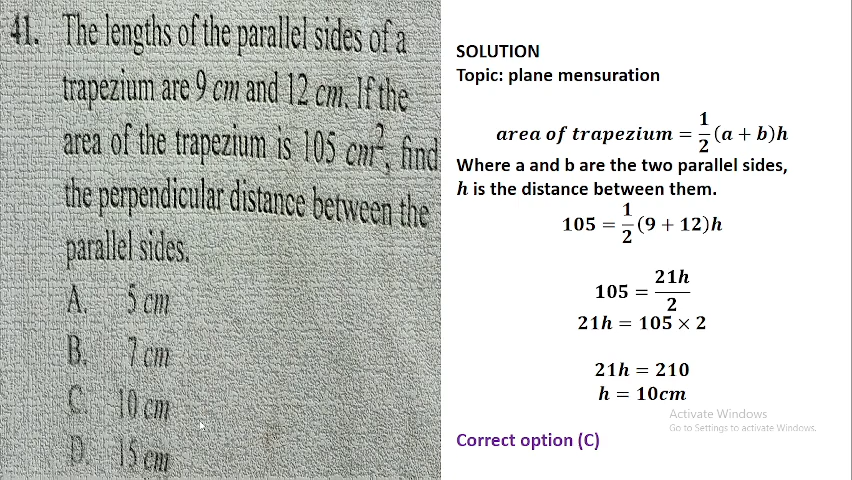 41. The lengths of the parallel sides of a
trapezium are 9 cm and 12 cm. If the
area of the trapezium is 105 cm², find
the perpendicular distance between the
parallel sides.
A. 5 cm
B. 7 cm
C. 10 cm
D. 15 cm
SOLUTION
Topic: plane mensuration
area of trapezium = 1/2 (a + b)h
Where a and b are the two parallel sides,
h is the distance between them.
105 = 1/2 (9 + 12)h
105 = 21h/2
21h = 105 × 2
21h = 210
h = 10cm
Activate Windows
Go to Settings to activate Windows.
Correct option (C)